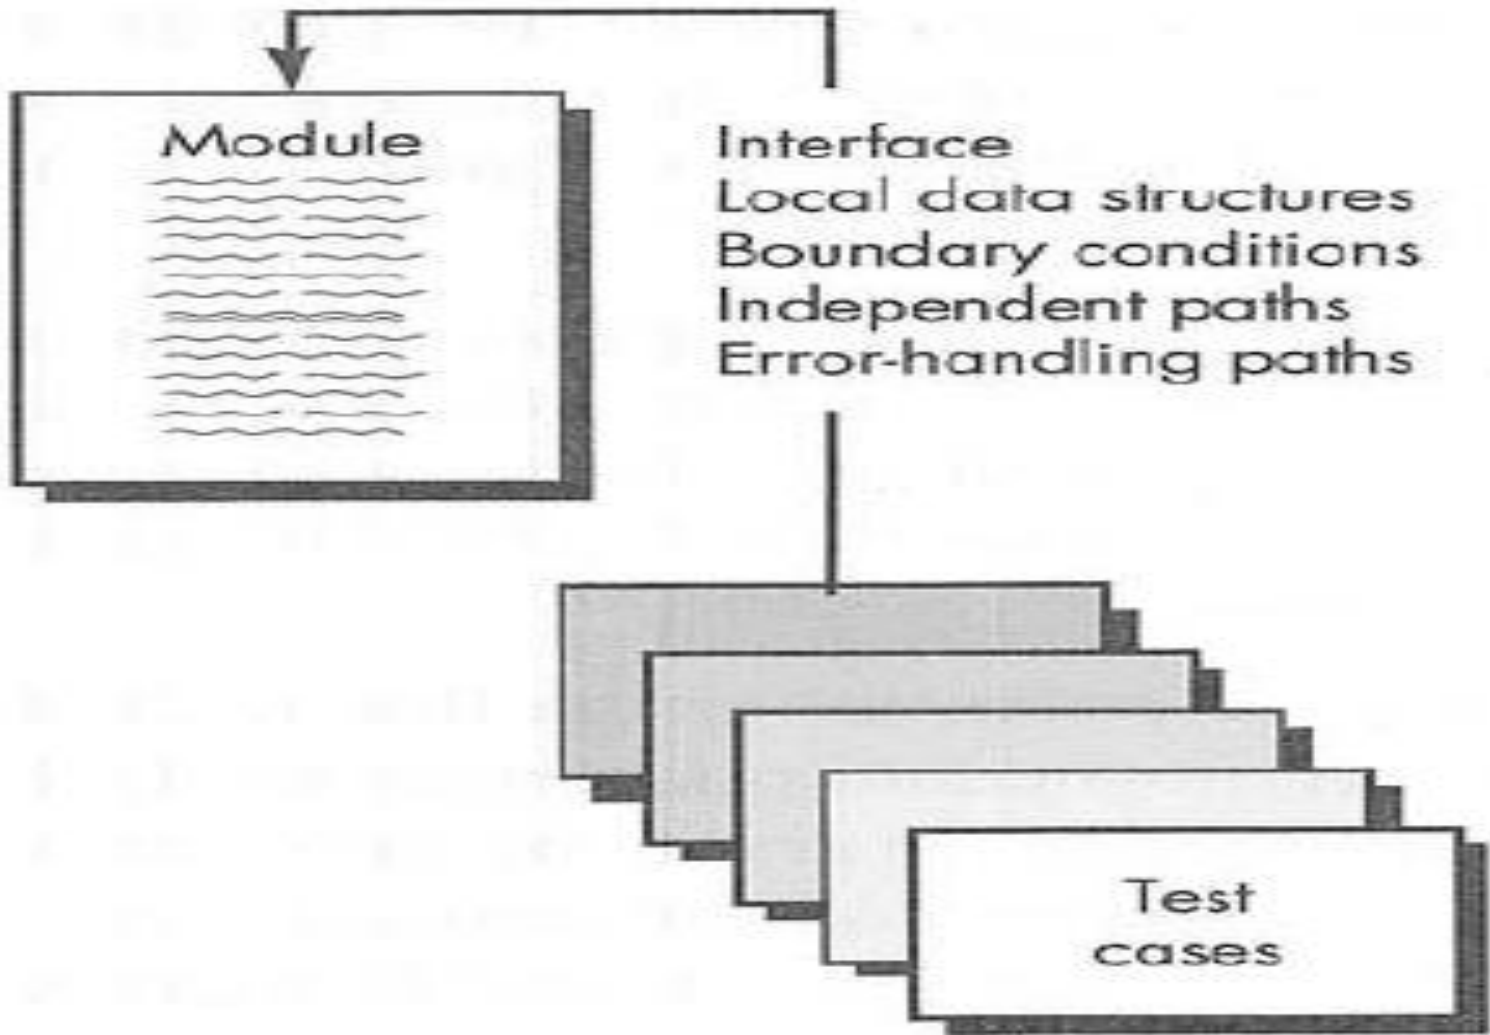 Module
Interface
Local data structures
Boundary conditions
Independent paths
Error-handling paths
Test
cases